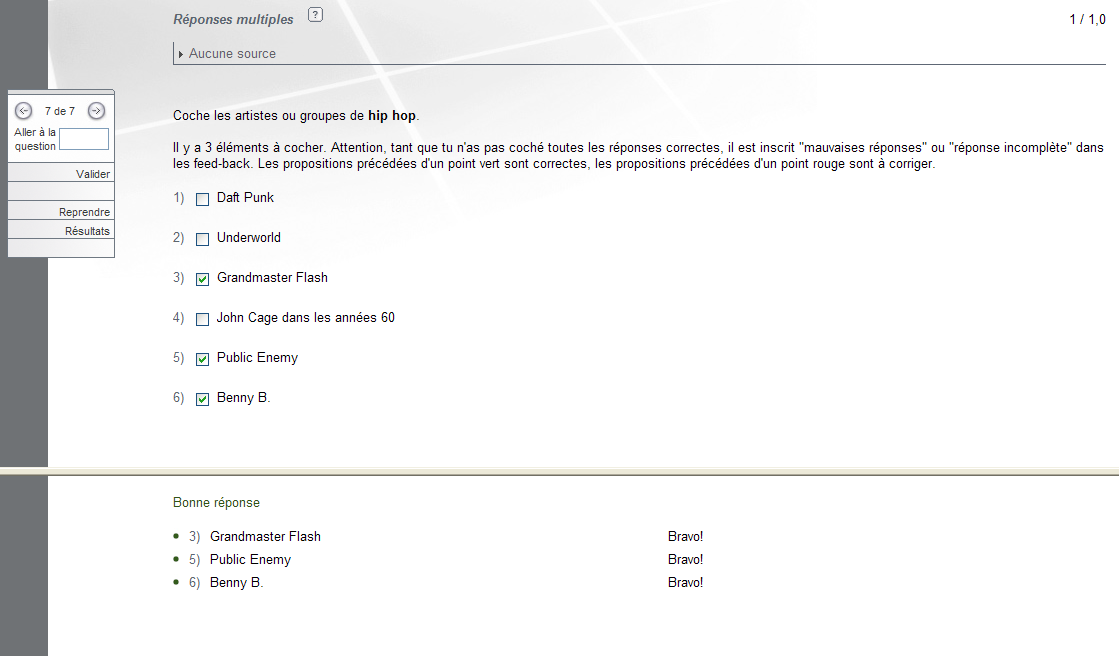 Réponses multiples ?
1 / 1,0
Aucune source
7 de 7
Aller à la
question
Valider
Reprendre
Résultats
Coche les artistes ou groupes de hip hop.
Il y a 3 éléments à cocher. Attention, tant que tu n'as pas coché toutes les réponses correctes, il est inscrit "mauvaises réponses" ou "réponse incomplète" dans
les feed-back. Les propositions précédées d'un point vert sont correctes, les propositions précédées d'un point rouge sont à corriger.
1) Daft Punk
2) Underworld
3) Grandmaster Flash
4) John Cage dans les années 60
5) Public Enemy
6) Benny B.
Bonne réponse
3) Grandmaster Flash Bravo!
5) Public Enemy Bravo!
6) Benny B. Bravo!